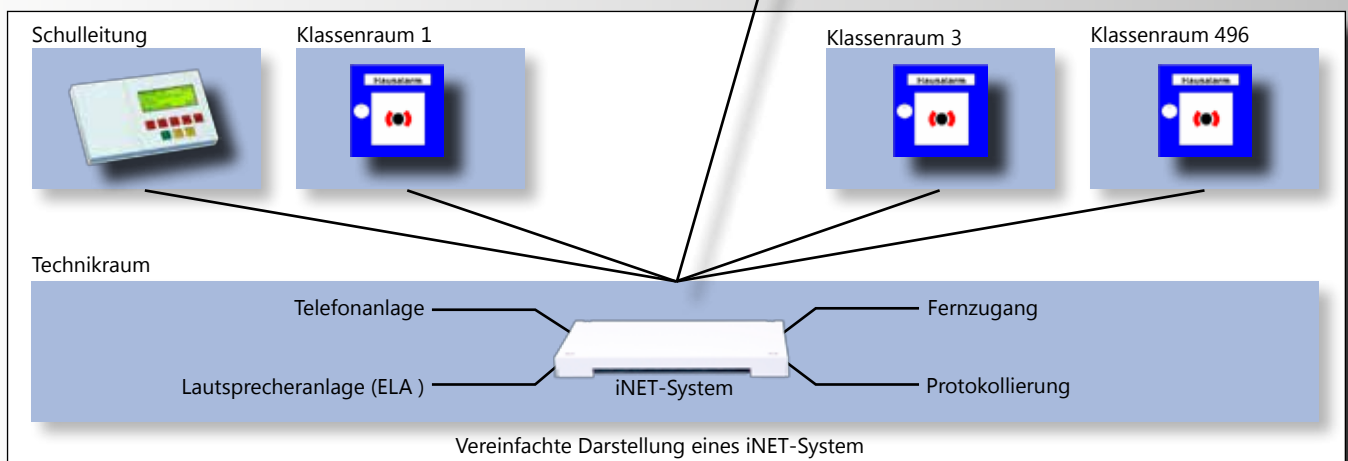 Schulleitung
Klassenraum 1
Klassenraum 3
Klassenraum 496
Hausalarm
Hausalarm
Hausalarm
Technikraum
Telefonanlage
Fernzugang
Lautsprecheranlage (ELA )
iNET-System
Protokollierung
Vereinfachte Darstellung eines iNET-System